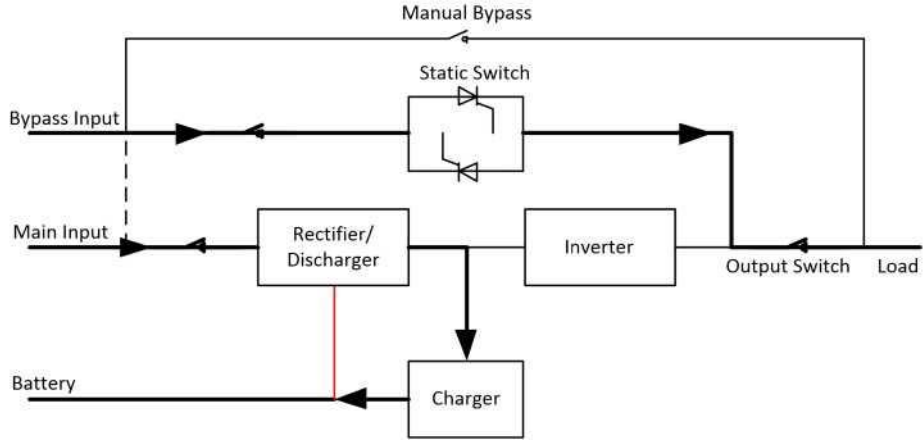 Manual Bypass
Static Switch
Bypass Input
Main Input
Rectifier/
Discharger
Inverter
Output Switch
Load
Battery
Charger